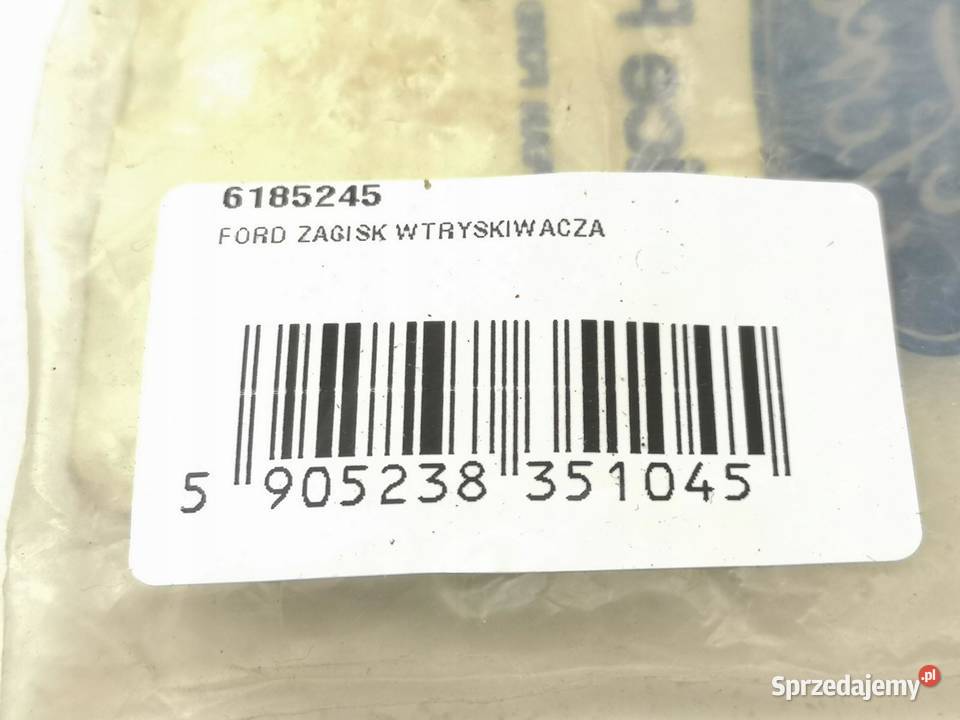 6185245
FORD ZAGISK WTRYSKIWACZA
5 905238 351045
Sprzedajemy.pl